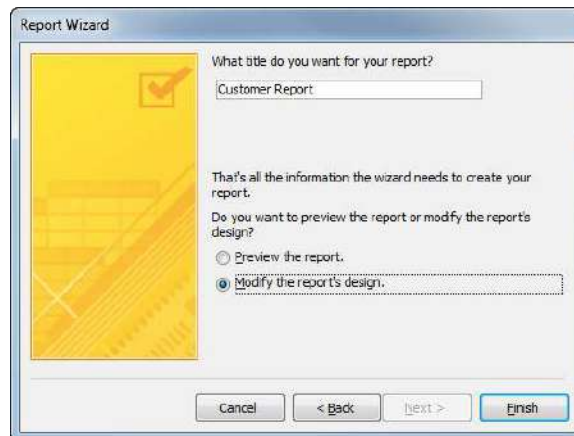 Report Wizard
What title do you want for your report?
Customer Report
That's all the information the wizard needs to create your
report.
Do you want to preview the report or modify the report's
design?
Preview the report.
Modify the report's design.
Cancel
< Back
Next >
Finish